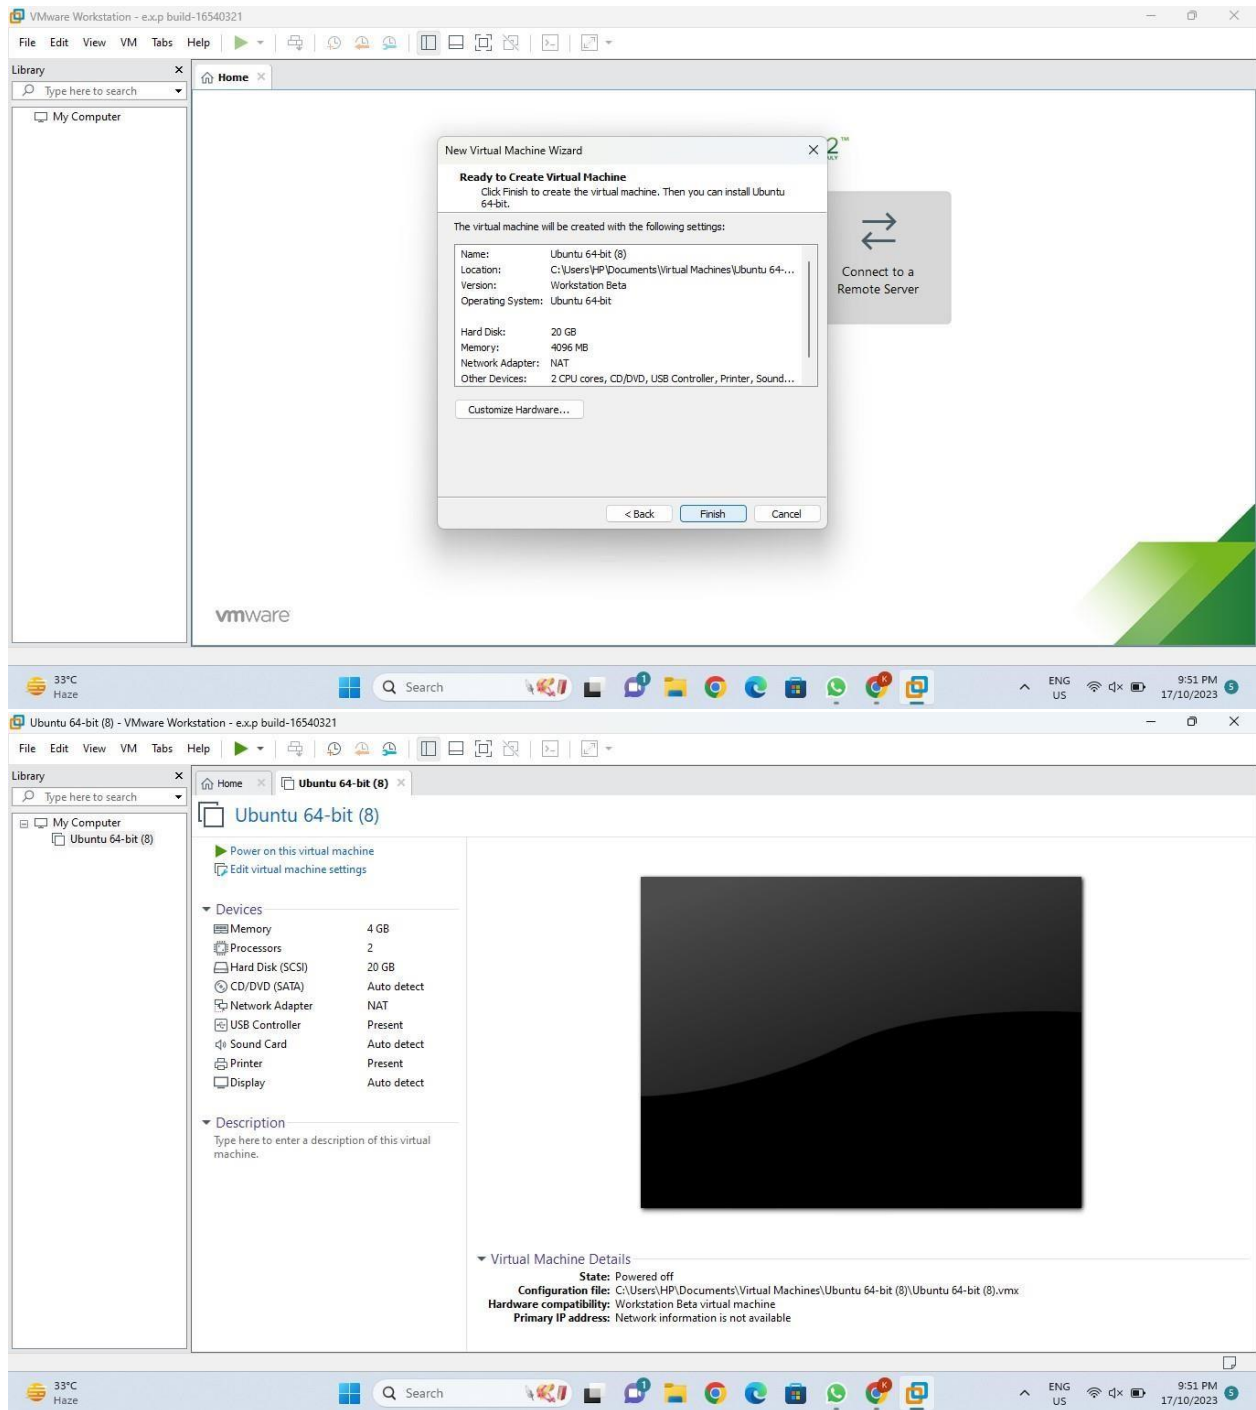 VMware Workstation - e.x.p build-16540321
File Edit View VM Tabs Help
Library
Home
Type here to search
My Computer
New Virtual Machine Wizard
2™
Ready to Create Virtual Machine
Click Finish to create the virtual machine. Then you can install Ubuntu
64-bit.
The virtual machine will be created with the following settings:
Name: Ubuntu 64-bit (8)
Location: C:\Users\HP\Documents\Virtual Machines\Ubuntu 64-...
Version: Workstation Beta
Operating System: Ubuntu 64-bit
Hard Disk: 20 GB
Memory: 4096 MB
Network Adapter: NAT
Other Devices: 2 CPU cores, CD/DVD, USB Controller, Printer, Sound...
Connect to a
Remote Server
Customize Hardware...
< Back Finish Cancel
vmware
33°C
Haze
Search
1
K
ENG
US
9:51 PM
17/10/2023
5
Ubuntu 64-bit (8) - VMware Workstation - e.x.p build-16540321
File Edit View VM Tabs Help
Library
Home
Ubuntu 64-bit (8)
Type here to search
My Computer
Ubuntu 64-bit (8)
Ubuntu 64-bit (8)
Power on this virtual machine
Edit virtual machine settings
Devices
Memory 4 GB
Processors 2
Hard Disk (SCSI) 20 GB
CD/DVD (SATA) Auto detect
Network Adapter NAT
USB Controller Present
Sound Card Auto detect
Printer Present
Display Auto detect
Description
Type here to enter a description of this virtual
machine.
Virtual Machine Details
State: Powered off
Configuration file: C:\Users\HP\Documents\Virtual Machines\Ubuntu 64-bit (8)\Ubuntu 64-bit (8).vmx
Hardware compatibility: Workstation Beta virtual machine
Primary IP address: Network information is not available
33°C
Haze
Search
1
K
ENG
US
9:51 PM
17/10/2023
5